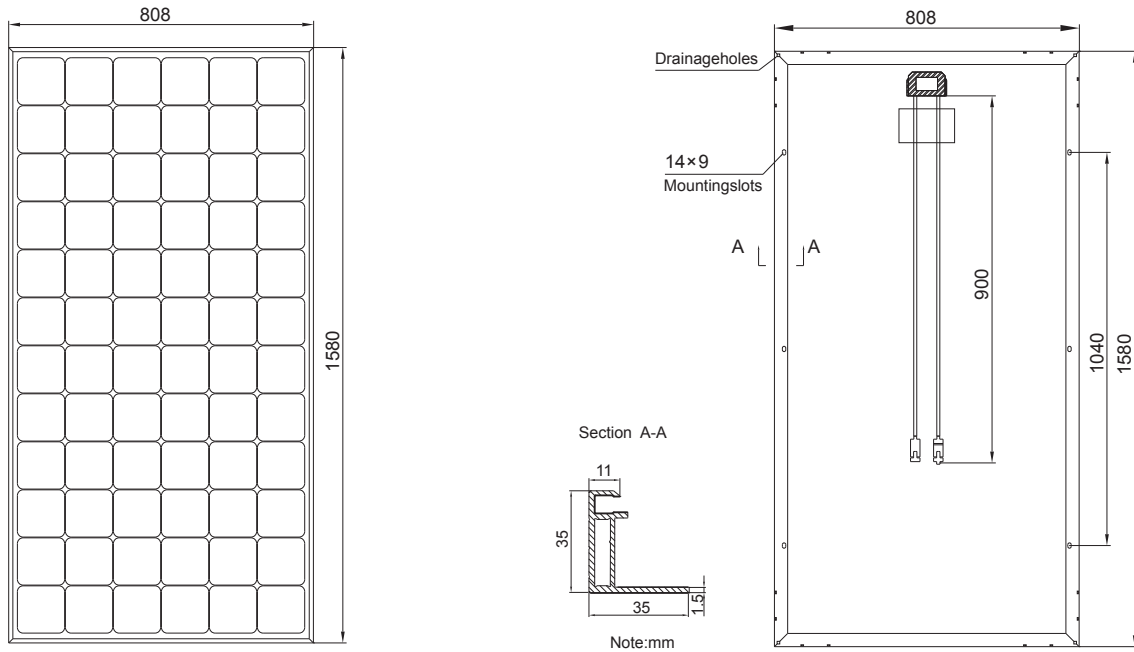 808
1580
808
Drainageholes
14×9
Mountingslots
A
A
900
1040
1580
Section A-A
11
35
35
1.5
Note:mm